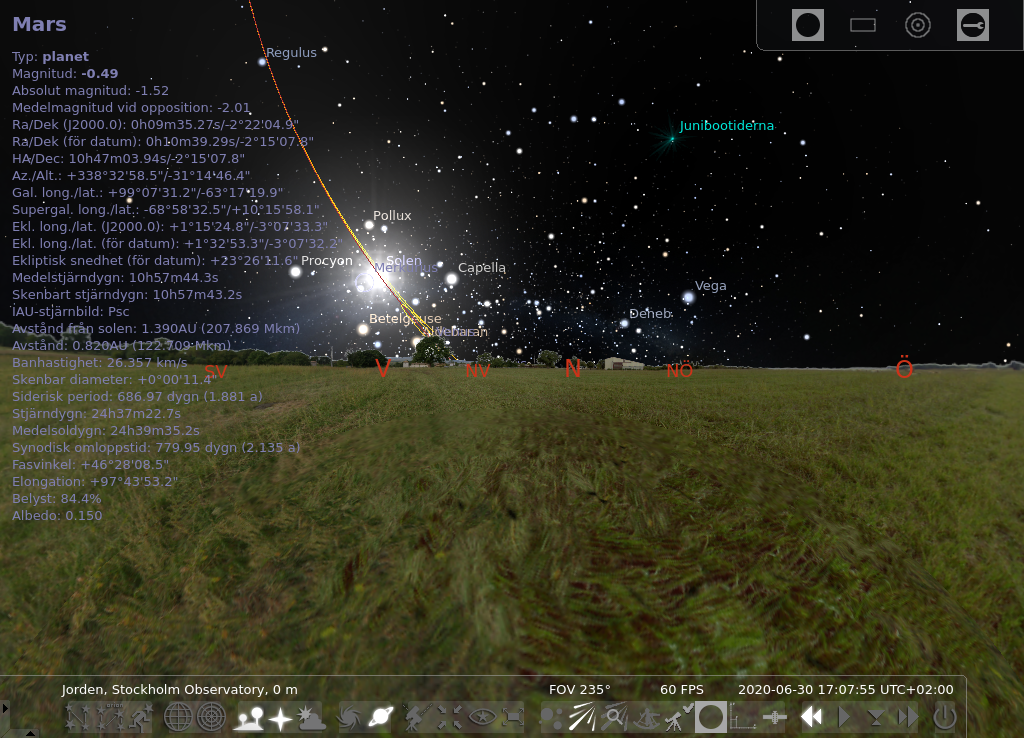 Mars
Typ: planet
Magnitud: -0.49
Absolut magnitud: -1.52
Medelmagnitud vid opposition: -2.01
Ra/Dek (J2000.0): 0h09m35.27s/-2°22'04.9"
Ra/Dek (för datum): 0h10m39.29s/-2°15'07.8"
HA/Dec: 10h47m03.94s/-2°15'07.8"
Az./Alt.: +338°32'58.5"/-31°14'46.4"
Gal. long./lat.: +99°07'31.2"/-63°17'19.9"
Supergal. long./lat.: -68°58'32.5"/+10°15'58.1"
Ekl. long./lat. (J2000.0): +1°15'24.8"/-3°07'33.3"
Ekl. long./lat. (för datum): +1°32'53.3"/-3°07'32.2"
Ekliptisk snedhet (för datum): +23°26'11.6"
Medelstjärndygn: 10h57m44.3s
Skenbart stjärndygn: 10h57m43.2s
IAU-stjärnbild: Psc
Avstånd från solen: 1.390AU (207.869 Mkm)
Avstånd: 0.820AU (122.709 Mkm)
Banhastighet: 26.357 km/s
Skenbar diameter: +0°00'11.4"
Siderisk period: 686.97 dygn (1.881 a)
Stjärndygn: 24h37m22.7s
Medelsoldygn: 24h39m35.2s
Synodisk omloppstid: 779.95 dygn (2.135 a)
Fasvinkel: +46°28'08.5"
Elongation: +97°43'53.2"
Belyst: 84.4%
Albedo: 0.150
Regulus
Junibootiderna
Pollux
Procyon
Solen
Merkurius
Capella
Vega
Deneb
Betelgeuse
Aldebaran
SV
V
NV
N
NÖ
Ö
Jorden, Stockholm Observatory, 0 m
FOV 235°
60 FPS
2020-06-30 17:07:55 UTC+02:00